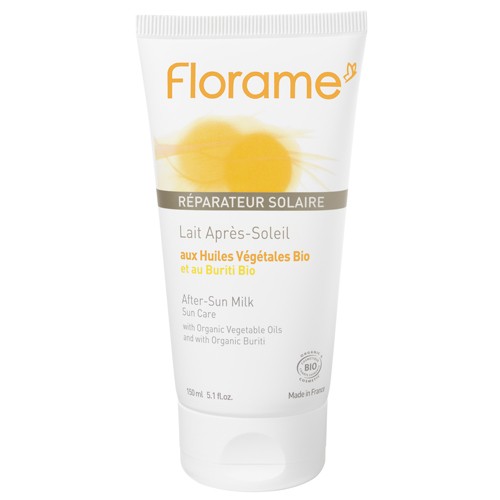 Florame
RÉPARATEUR SOLAIRE
Lait Après-Soleil
aux Huiles Végétales Bio
et au Buriti Bio
After-Sun Milk
Sun Care
with Organic Vegetable Oils
and with Organic Buriti
BIO
150 ml 5.1 fl.oz.
Made in France